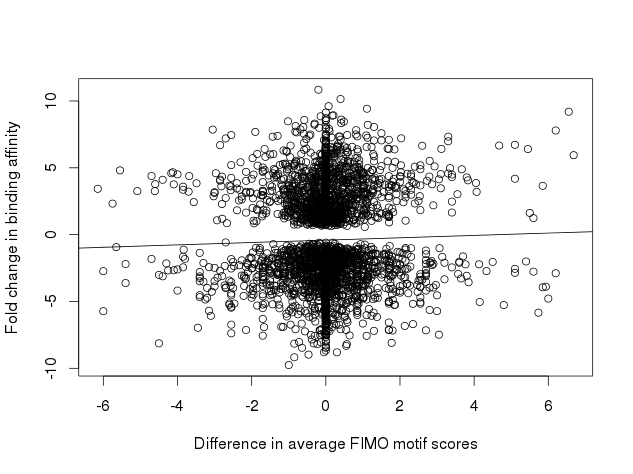 Fold change in binding affinity
10
5
0
-5
-10
-6 -4 -2 0 2 4 6
Difference in average FIMO motif scores